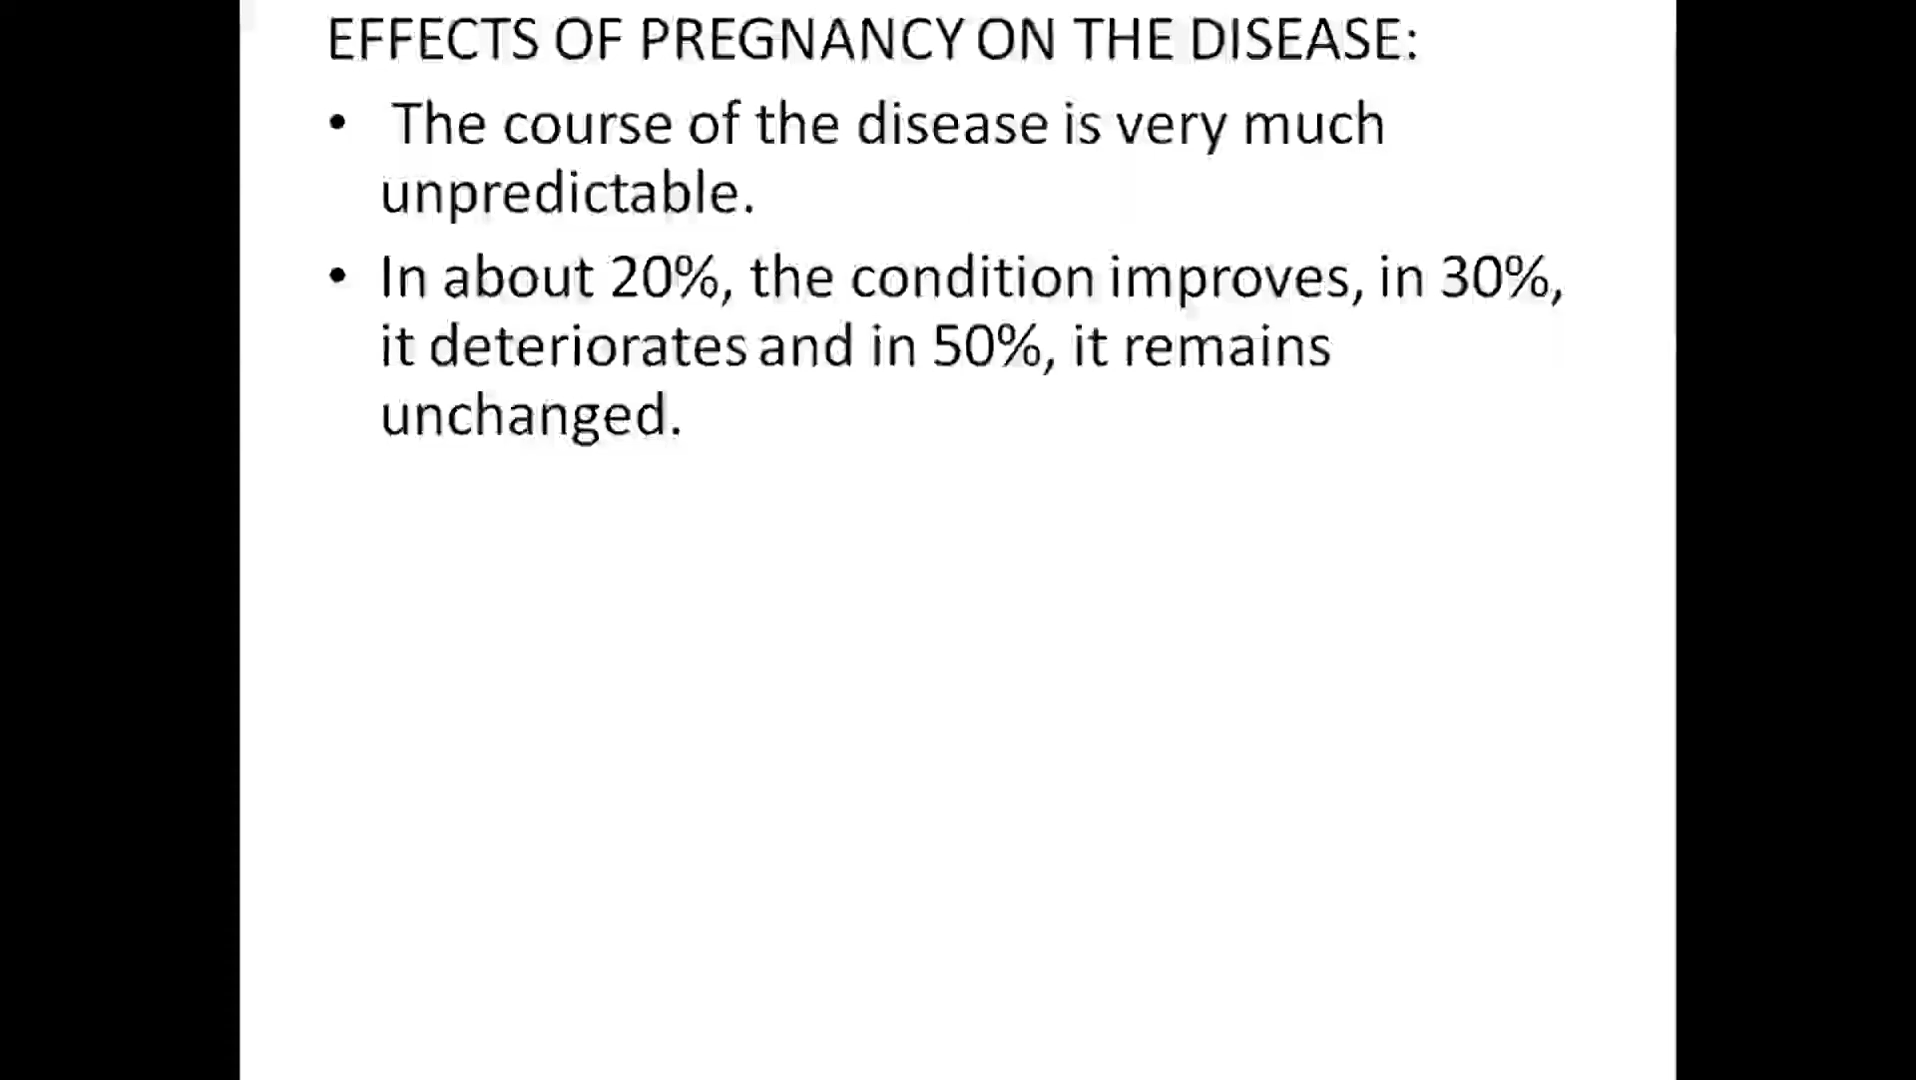 EFFECTS OF PREGNANCY ON THE DISEASE:
• The course of the disease is very much
unpredictable.
• In about 20%, the condition improves, in 30%,
it deteriorates and in 50%, it remains
unchanged.